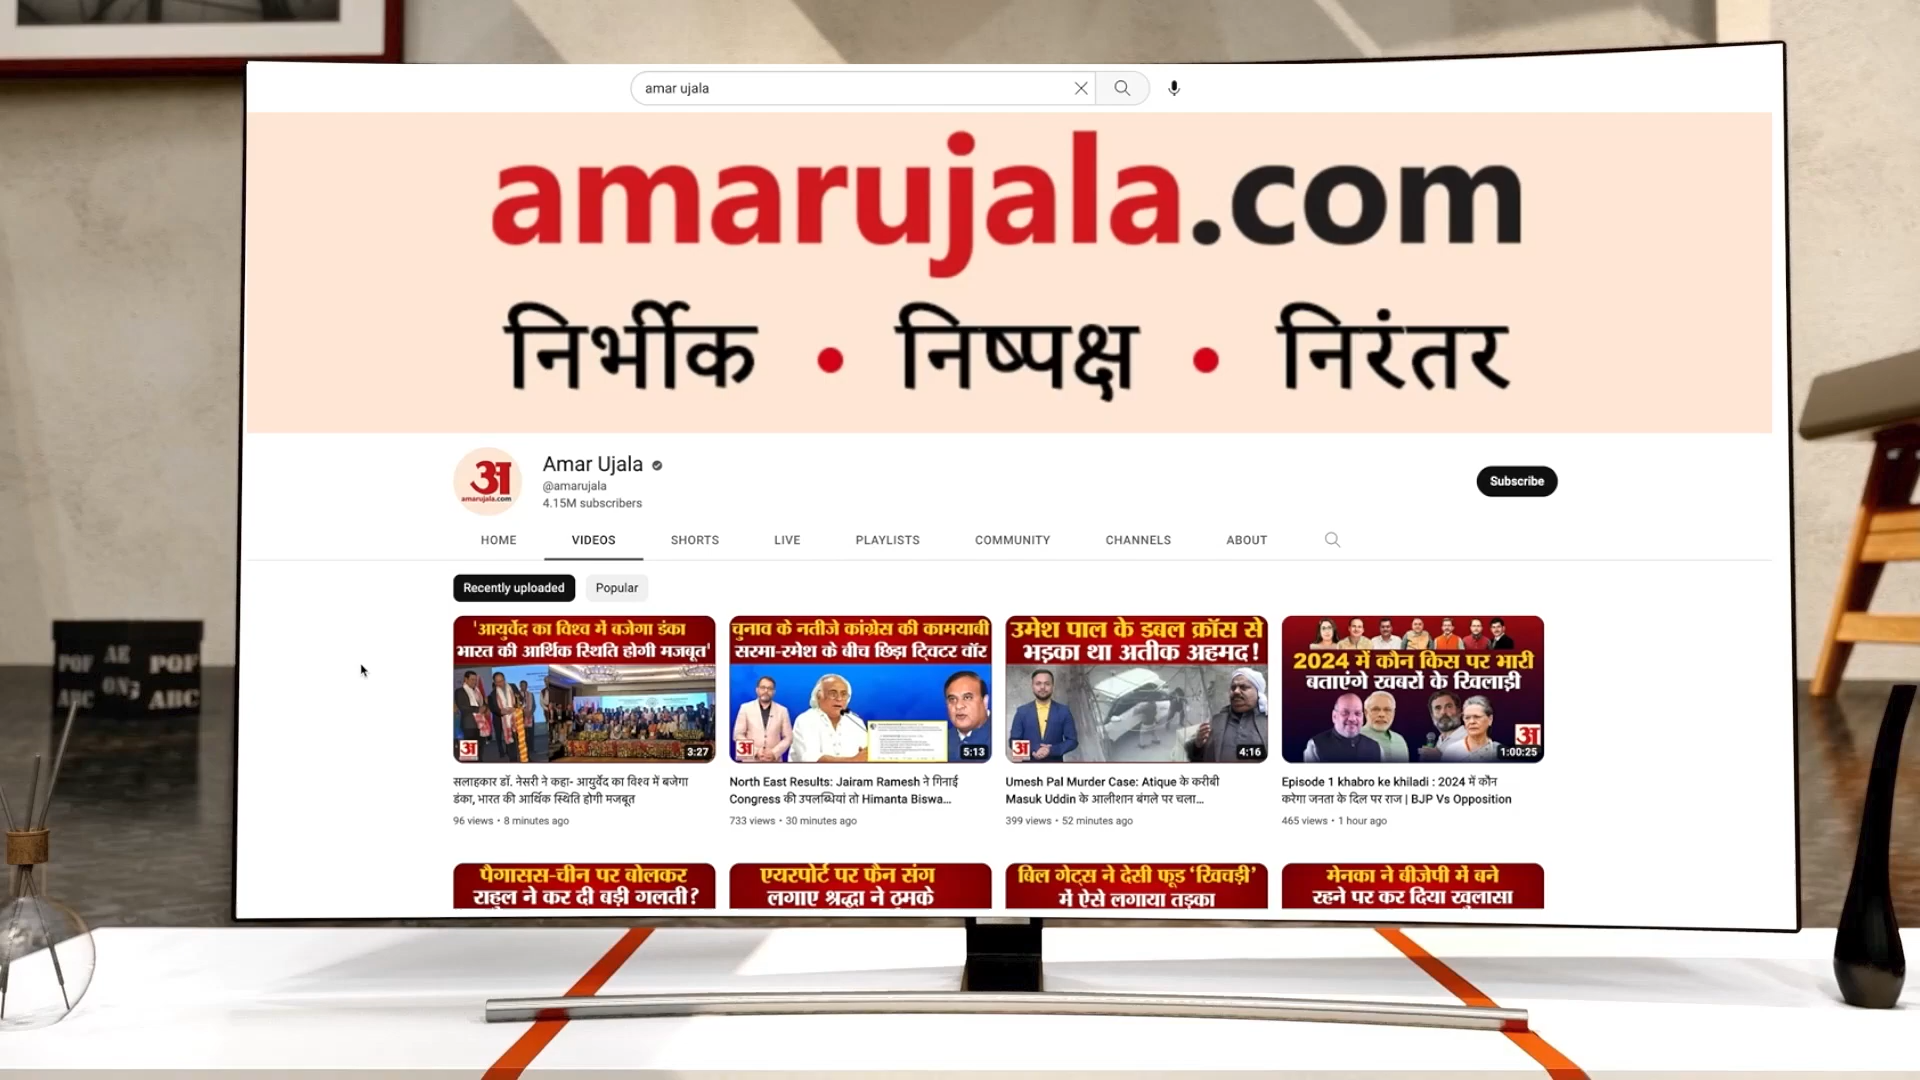 amar ujala
amarujala.com
निर्भीक • निष्पक्ष • निरंतर
अ
amarujala.com
Amar Ujala
@amarujala
4.15M subscribers
Subscribe
HOME VIDEOS SHORTS LIVE PLAYLISTS COMMUNITY CHANNELS ABOUT
Recently uploaded Popular
'आयुर्वेद का विश्व में बजेगा डंका
भारत की आर्थिक स्थिति होगी मजबूत'
अ
3:27
सलाहकार डॉ. नेसरी ने कहा- आयुर्वेद का विश्व में बजेगा
डंका, भारत की आर्थिक स्थिति होगी मजबूत
96 views • 8 minutes ago
चुनाव के नतीजे कांग्रेस की कामयाबी
सरमा-रमेश के बीच छिड़ा ट्विटर वॉर
अ
5:13
North East Results: Jairam Ramesh ने गिनाई
Congress की उपलब्धियां तो Himanta Biswa...
733 views • 30 minutes ago
उमेश पाल के डबल क्रॉस से
भड़का था अतीक अहमद!
अ
4:16
Umesh Pal Murder Case: Atique के करीबी
Masuk Uddin के आलीशान बंगले पर चला...
399 views • 52 minutes ago
2024 में कौन किस पर भारी
बताएंगे खबरों के खिलाड़ी
अ
1:00:25
Episode 1 khabro ke khiladi : 2024 में कौन
करेगा जनता के दिल पर राज | BJP Vs Opposition
465 views • 1 hour ago
पैगासस-चीन पर बोलकर
राहुल ने कर दी बड़ी गलती?
एयरपोर्ट पर फैन संग
लगाए श्रद्धा ने ठुमके
बिल गेट्स ने देसी फूड 'खिचड़ी'
में ऐसे लगाया तड़का
मेनका ने बीजेपी में बने
रहने पर कर दिया खुलासा
PQF
ABC
PQF
ABC